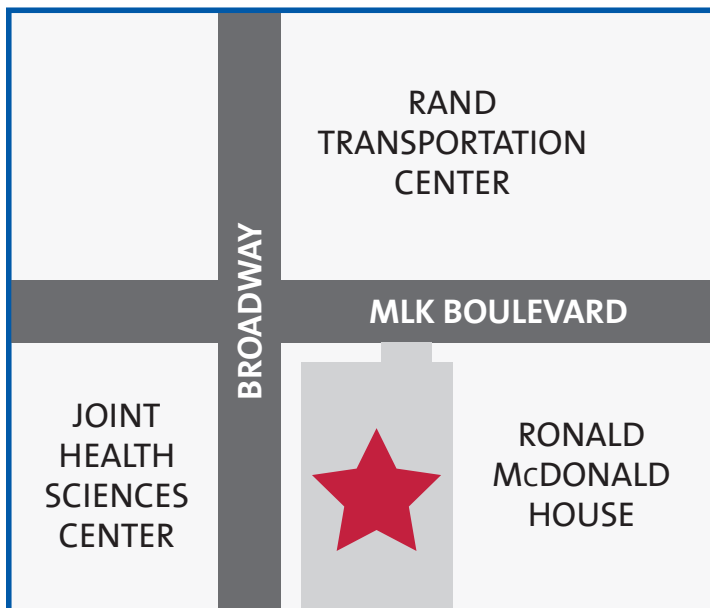 RAND
TRANSPORTATION
CENTER
BROADWAY
MLK BOULEVARD
JOINT
HEALTH
SCIENCES
CENTER
RONALD
McDONALD
HOUSE